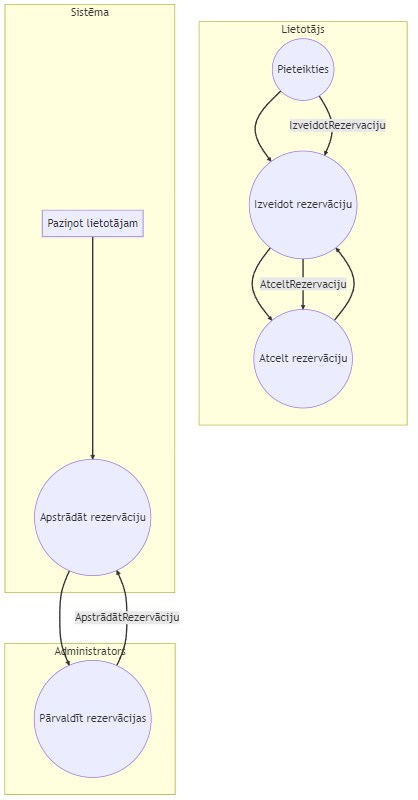 Sistēma
Paziņot lietotājam
Apstrādāt rezervāciju
ApstrādātRezervāciju
Administrators
Pārvaldīt rezervācijas
Lietotājs
Pieteikties
IzveidotRezervaciju
Izveidot rezervāciju
AtceltRezervaciju
Atcelt rezervāciju